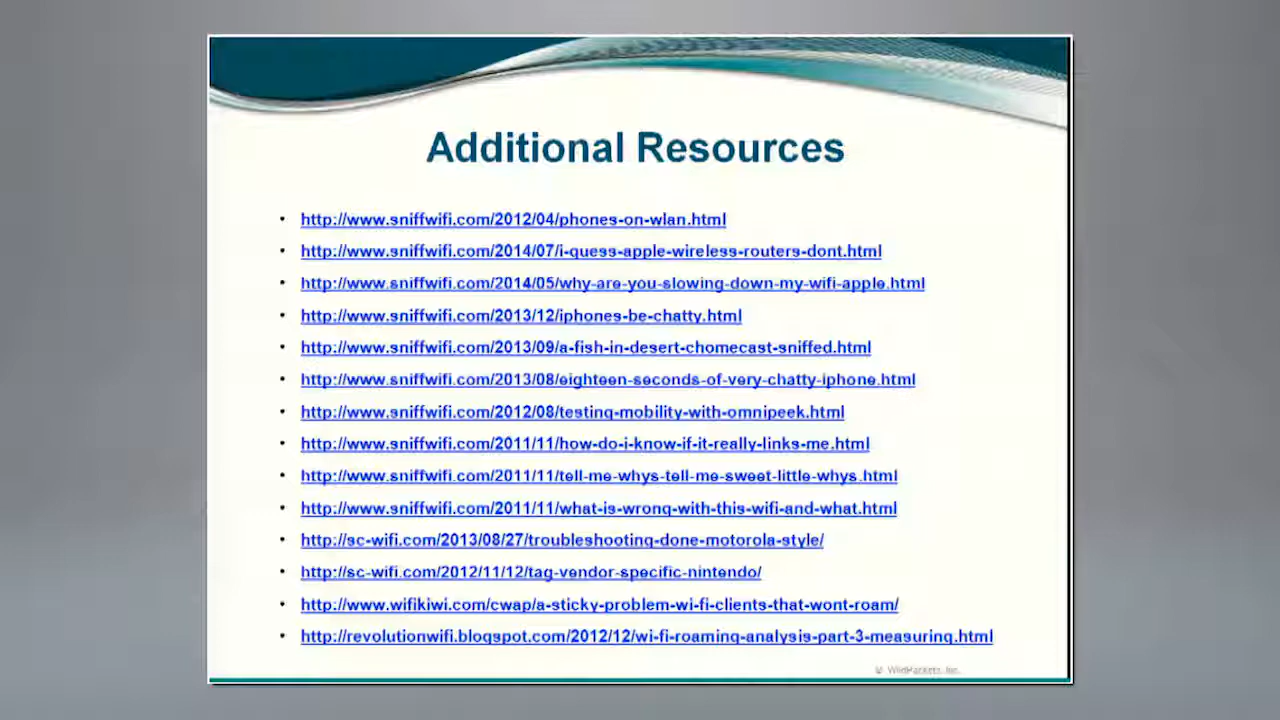 Additional Resources
• http://www.sniffwifi.com/2012/04/phones-on-wlan.html
• http://www.sniffwifi.com/2014/07/i-guess-apple-wireless-routers-dont.html
• http://www.sniffwifi.com/2014/05/why-are-you-slowing-down-my-wifi-apple.html
• http://www.sniffwifi.com/2013/12/iphones-be-chatty.html
• http://www.sniffwifi.com/2013/09/a-fish-in-desert-chomecast-sniffed.html
• http://www.sniffwifi.com/2013/08/eighteen-seconds-of-very-chatty-iphone.html
• http://www.sniffwifi.com/2012/08/testing-mobility-with-omnipeek.html
• http://www.sniffwifi.com/2011/11/how-do-i-know-if-it-really-links-me.html
• http://www.sniffwifi.com/2011/11/tell-me-whys-tell-me-sweet-little-whys.html
• http://www.sniffwifi.com/2011/11/what-is-wrong-with-this-wifi-and-what.html
• http://sc-wifi.com/2013/08/27/troubleshooting-done-motorola-style/
• http://sc-wifi.com/2012/11/12/tag-vendor-specific-nintendo/
• http://www.wifikiwi.com/cwap/a-sticky-problem-wi-fi-clients-that-wont-roam/
• http://revolutionwifi.blogspot.com/2012/12/wi-fi-roaming-analysis-part-3-measuring.html
© WildPackets, Inc.